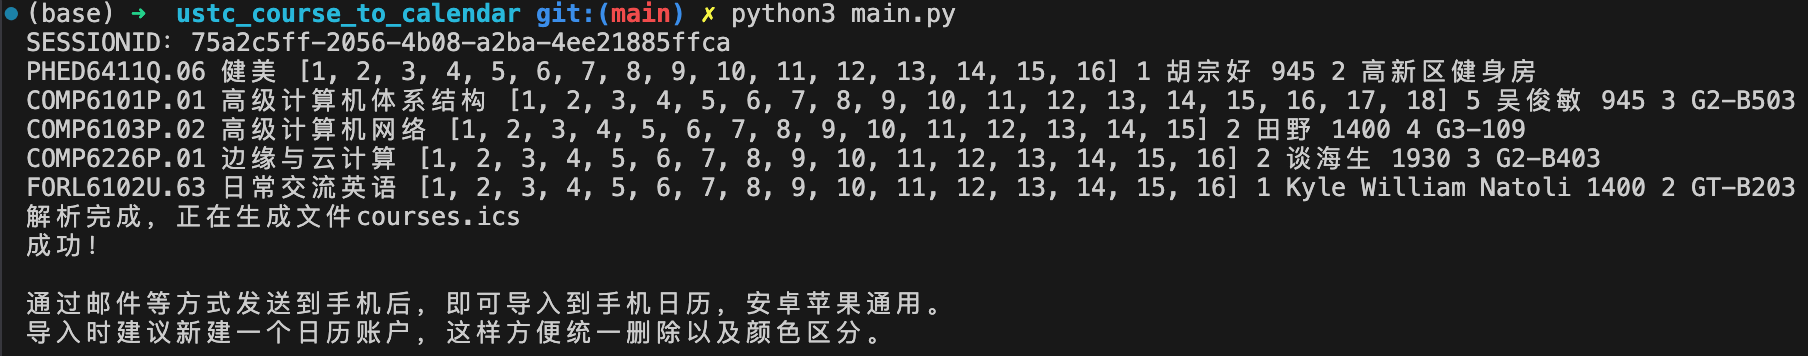 (base) ➜ ustc_course_to_calendar git:(main) ✗ python3 main.py
SESSIONID: 75a2c5ff-2056-4b08-a2ba-4ee21885ffca
PHED6411Q.06 健美 [1, 2, 3, 4, 5, 6, 7, 8, 9, 10, 11, 12, 13, 14, 15, 16] 1 胡宗好 945 2 高新区健身房
COMP6101P.01 高级计算机体系结构 [1, 2, 3, 4, 5, 6, 7, 8, 9, 10, 11, 12, 13, 14, 15, 16, 17, 18] 5 吴俊敏 945 3 G2-B503
COMP6103P.02 高级计算机网络 [1, 2, 3, 4, 5, 6, 7, 8, 9, 10, 11, 12, 13, 14, 15] 2 田野 1400 4 G3-109
COMP6226P.01 边缘与云计算 [1, 2, 3, 4, 5, 6, 7, 8, 9, 10, 11, 12, 13, 14, 15, 16] 2 谈海生 1930 3 G2-B403
FORL6102U.63 日常交流英语 [1, 2, 3, 4, 5, 6, 7, 8, 9, 10, 11, 12, 13, 14, 15, 16] 1 Kyle William Natoli 1400 2 GT-B203
解析完成，正在生成文件courses.ics
成功！
通过邮件等方式发送到手机后，即可导入到手机日历，安卓苹果通用。
导入时建议新建一个日历账户，这样方便统一删除以及颜色区分。